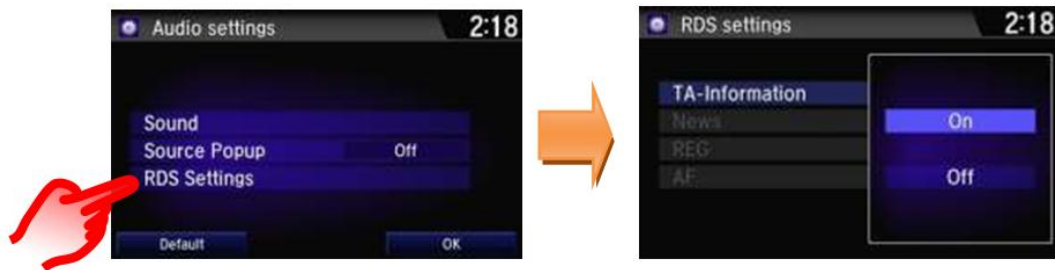 Audio settings 2:18
Sound
Source Popup Off
RDS Settings
Default OK
RDS settings 2:18
TA-Information
News
REG
AF
On
Off